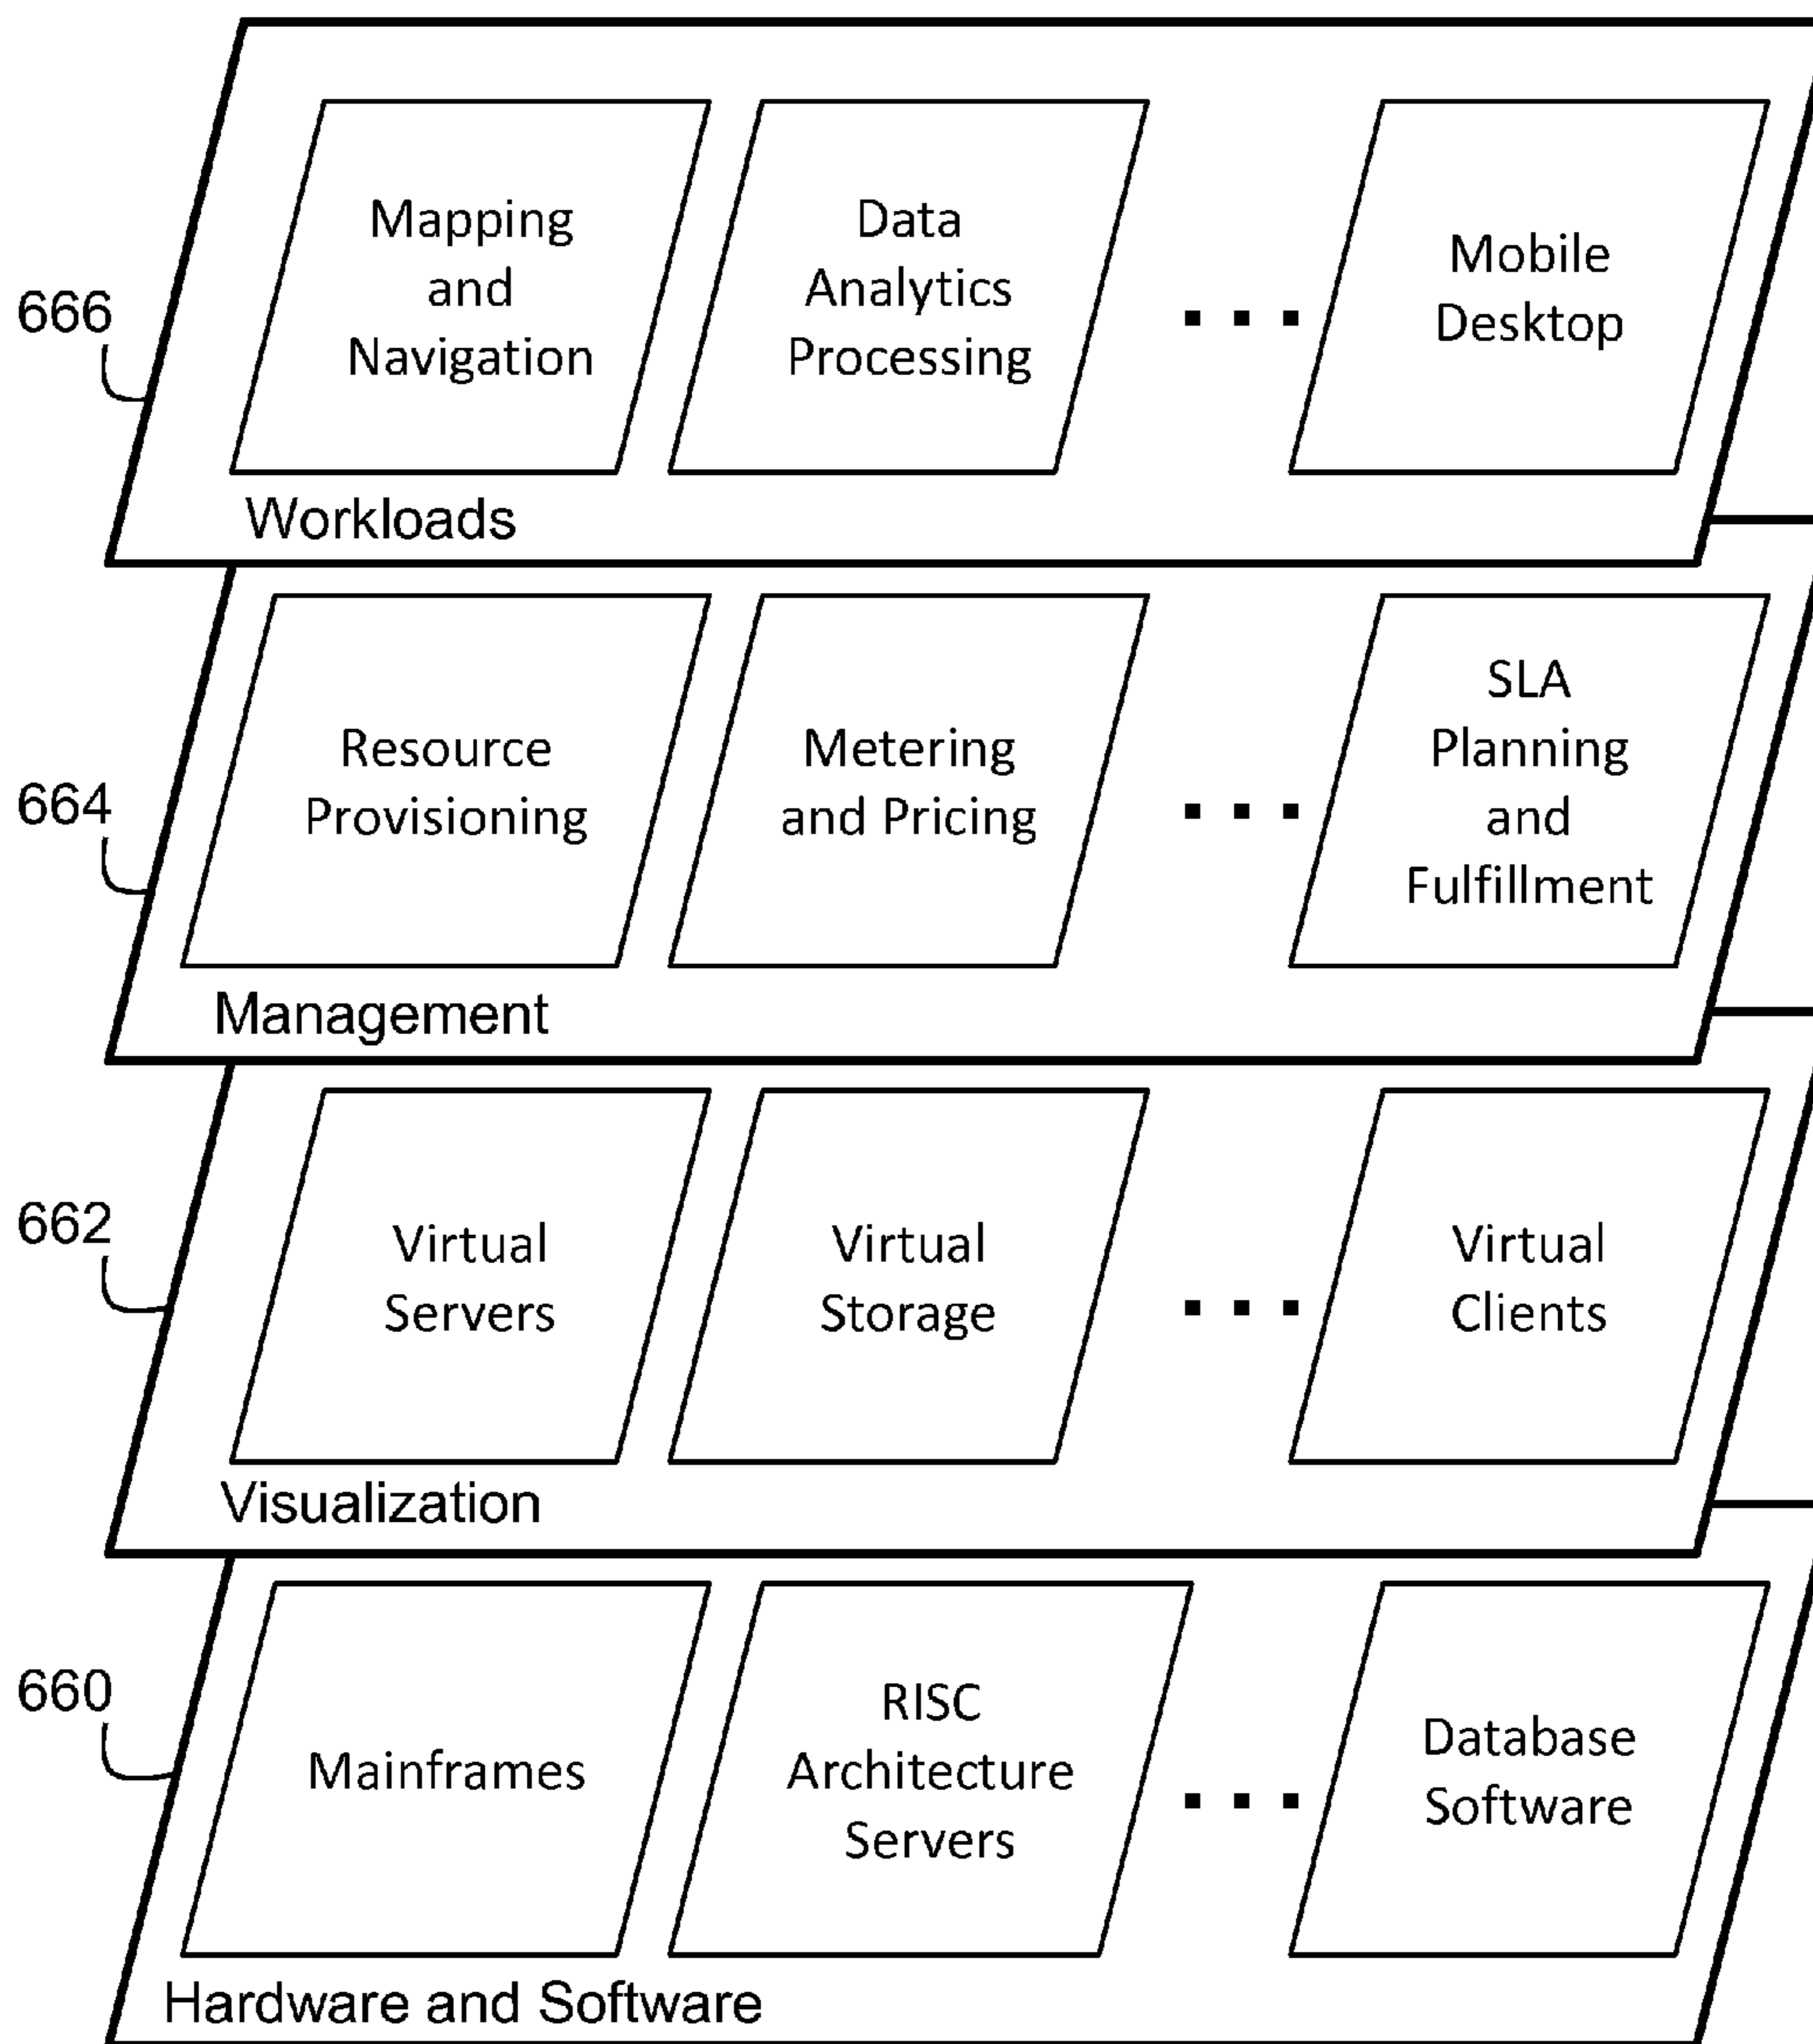 666
Mapping
and
Navigation
Data
Analytics
Processing
Mobile
Desktop
Workloads
664
Resource
Provisioning
Metering
and Pricing
SLA
Planning
and
Fulfillment
Management
662
Virtual
Servers
Virtual
Storage
Virtual
Clients
Visualization
660
Mainframes
RISC
Architecture
Servers
Database
Software
Hardware and Software